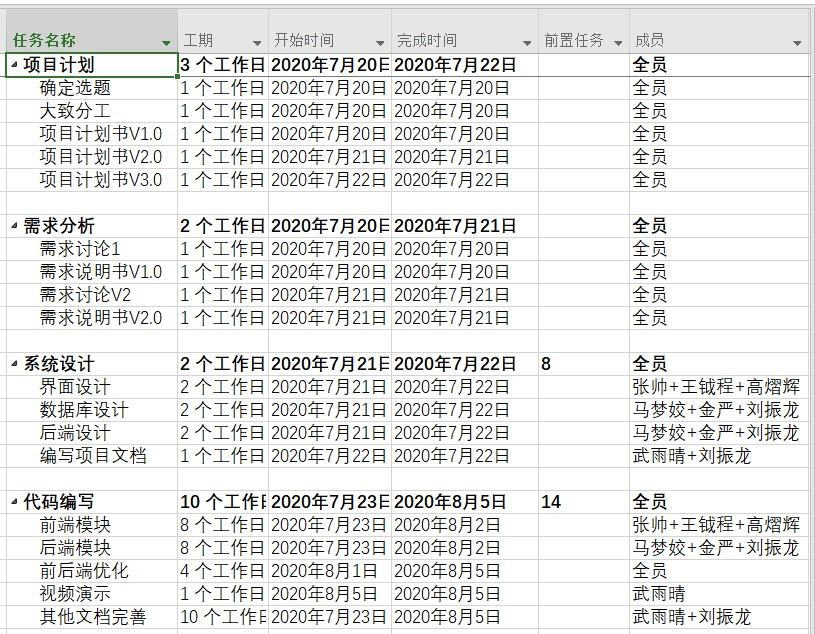 任务名称 工期 开始时间 完成时间 前置任务 成员
项目计划 3 个工作日 2020年7月20日 2020年7月22日 全员
确定选题 1 个工作日 2020年7月20日 2020年7月20日 全员
大致分工 1 个工作日 2020年7月20日 2020年7月20日 全员
项目计划书V1.0 1 个工作日 2020年7月20日 2020年7月20日 全员
项目计划书V2.0 1 个工作日 2020年7月21日 2020年7月21日 全员
项目计划书V3.0 1 个工作日 2020年7月22日 2020年7月22日 全员
需求分析 2 个工作日 2020年7月20日 2020年7月21日 全员
需求讨论1 1 个工作日 2020年7月20日 2020年7月20日 全员
需求说明书V1.0 1 个工作日 2020年7月20日 2020年7月20日 全员
需求讨论V2 1 个工作日 2020年7月21日 2020年7月21日 全员
需求说明书V2.0 1 个工作日 2020年7月21日 2020年7月21日 全员
系统设计 2 个工作日 2020年7月21日 2020年7月22日 8 全员
界面设计 2 个工作日 2020年7月21日 2020年7月22日 张帅+王钺程+高熠辉
数据库设计 2 个工作日 2020年7月21日 2020年7月22日 马梦姣+金严+刘振龙
后端设计 2 个工作日 2020年7月21日 2020年7月22日 马梦姣+金严+刘振龙
编写项目文档 1 个工作日 2020年7月22日 2020年7月22日 武雨晴+刘振龙
代码编写 10 个工作日 2020年7月23日 2020年8月5日 14 全员
前端模块 8 个工作日 2020年7月23日 2020年8月2日 张帅+王钺程+高熠辉
后端模块 8 个工作日 2020年7月23日 2020年8月2日 马梦姣+金严+刘振龙
前后端优化 4 个工作日 2020年8月1日 2020年8月5日 全员
视频演示 1 个工作日 2020年8月5日 2020年8月5日 武雨晴
其他文档完善 10 个工作日 2020年7月23日 2020年8月5日 武雨晴+刘振龙